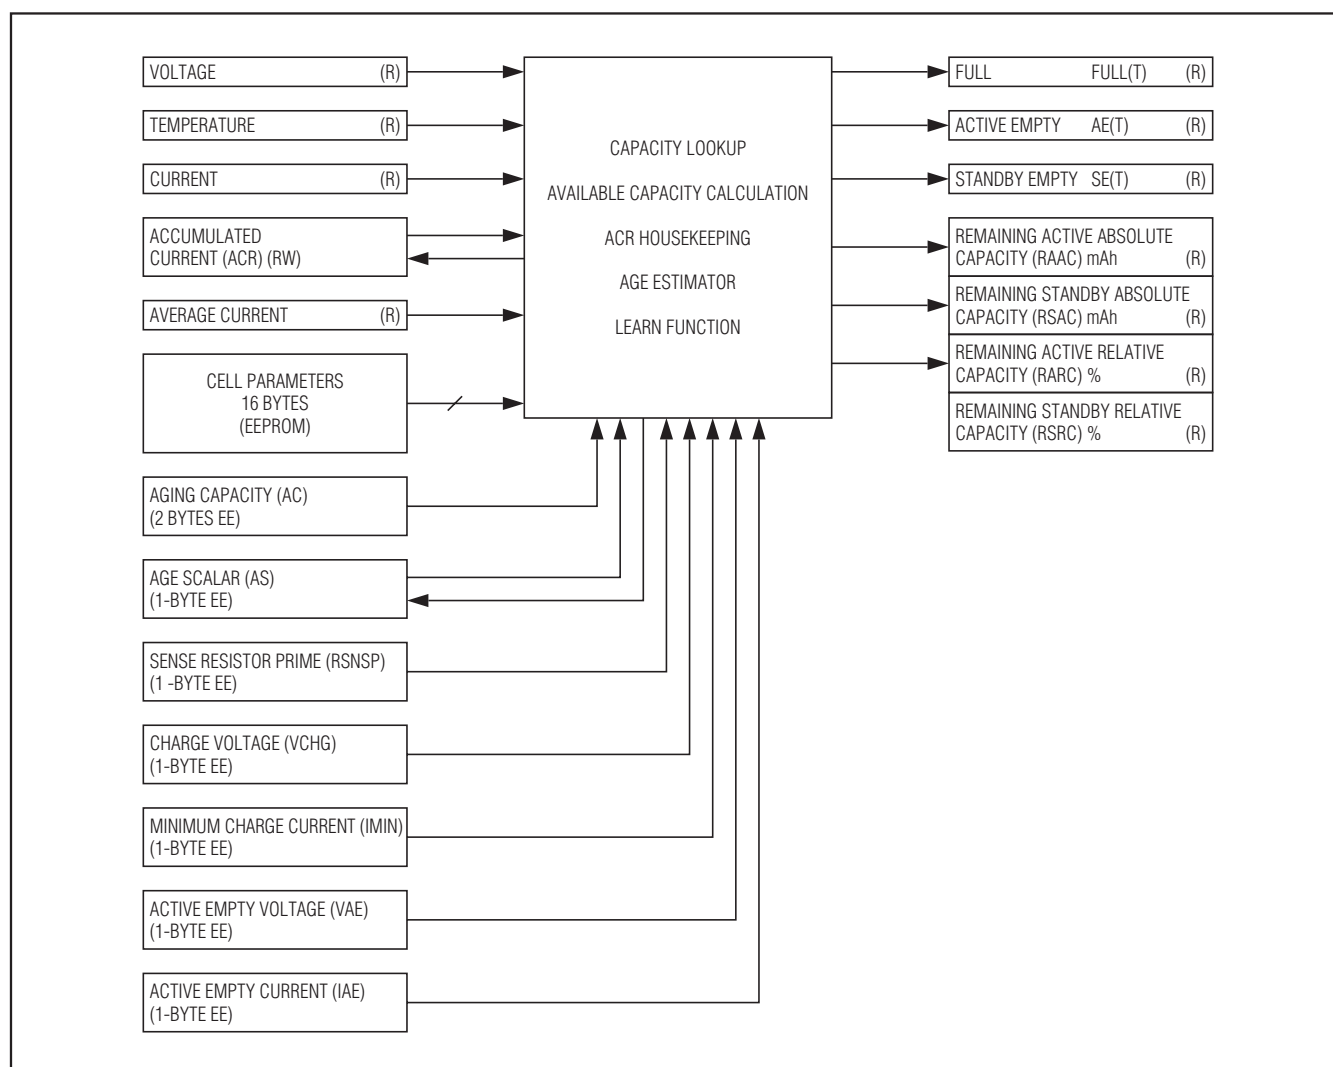 VOLTAGE (R)
TEMPERATURE (R)
CURRENT (R)
ACCUMULATED
CURRENT (ACR) (RW)
AVERAGE CURRENT (R)
CELL PARAMETERS
16 BYTES
(EEPROM)
AGING CAPACITY (AC)
(2 BYTES EE)
AGE SCALAR (AS)
(1-BYTE EE)
SENSE RESISTOR PRIME (RSNSP)
(1 -BYTE EE)
CHARGE VOLTAGE (VCHG)
(1-BYTE EE)
MINIMUM CHARGE CURRENT (IMIN)
(1-BYTE EE)
ACTIVE EMPTY VOLTAGE (VAE)
(1-BYTE EE)
ACTIVE EMPTY CURRENT (IAE)
(1-BYTE EE)
CAPACITY LOOKUP
AVAILABLE CAPACITY CALCULATION
ACR HOUSEKEEPING
AGE ESTIMATOR
LEARN FUNCTION
FULL FULL(T) (R)
ACTIVE EMPTY AE(T) (R)
STANDBY EMPTY SE(T) (R)
REMAINING ACTIVE ABSOLUTE
CAPACITY (RAAC) mAh (R)
REMAINING STANDBY ABSOLUTE
CAPACITY (RSAC) mAh (R)
REMAINING ACTIVE RELATIVE
CAPACITY (RARC) % (R)
REMAINING STANDBY RELATIVE
CAPACITY (RSRC) % (R)